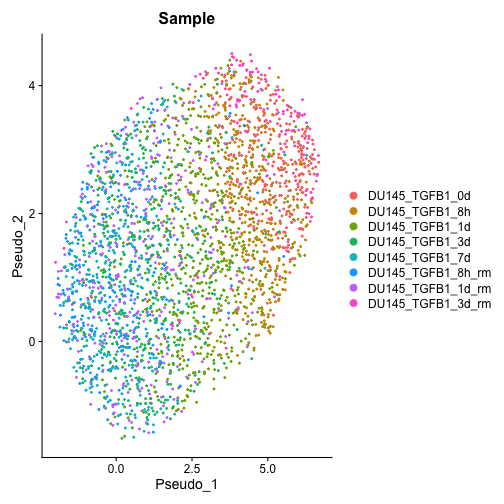 Sample
4
2
0
Pseudo_2
0.0 2.5 5.0
Pseudo_1
DU145_TGFB1_0d
DU145_TGFB1_8h
DU145_TGFB1_1d
DU145_TGFB1_3d
DU145_TGFB1_7d
DU145_TGFB1_8h_rm
DU145_TGFB1_1d_rm
DU145_TGFB1_3d_rm